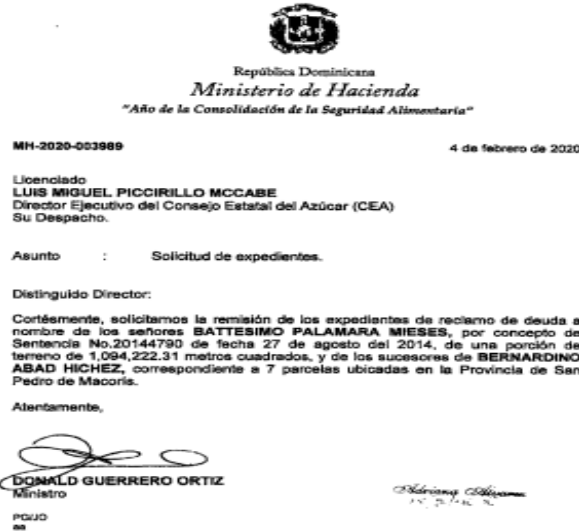 República Dominicana
Ministerio de Hacienda
"Año de la Consolidación de la Seguridad Alimentaria"
MH-2020-003989
4 de febrero de 2020
Licenciado
LUIS MIGUEL PICCIRILLO MCCABE
Director Ejecutivo del Consejo Estatal del Azúcar (CEA)
Su Despacho.
Asunto : Solicitud de expedientes.
Distinguido Director:
Cortésmente, solicitamos la remisión de los expedientes de reclamo de deuda a
nombre de los señores BATTESIMO PALAMARA MIESES, por concepto de
Sentencia No.20144790 de fecha 27 de agosto del 2014, de una porción de
terreno de 1,094,222.31 metros cuadrados, y de los sucesores de BERNARDINO
ABAD HICHEZ, correspondiente a 7 parcelas ubicadas en la Provincia de San
Pedro de Macorís.
Atentamente,
DONALD GUERRERO ORTIZ
Ministro
PG/JO
aa
Adriana